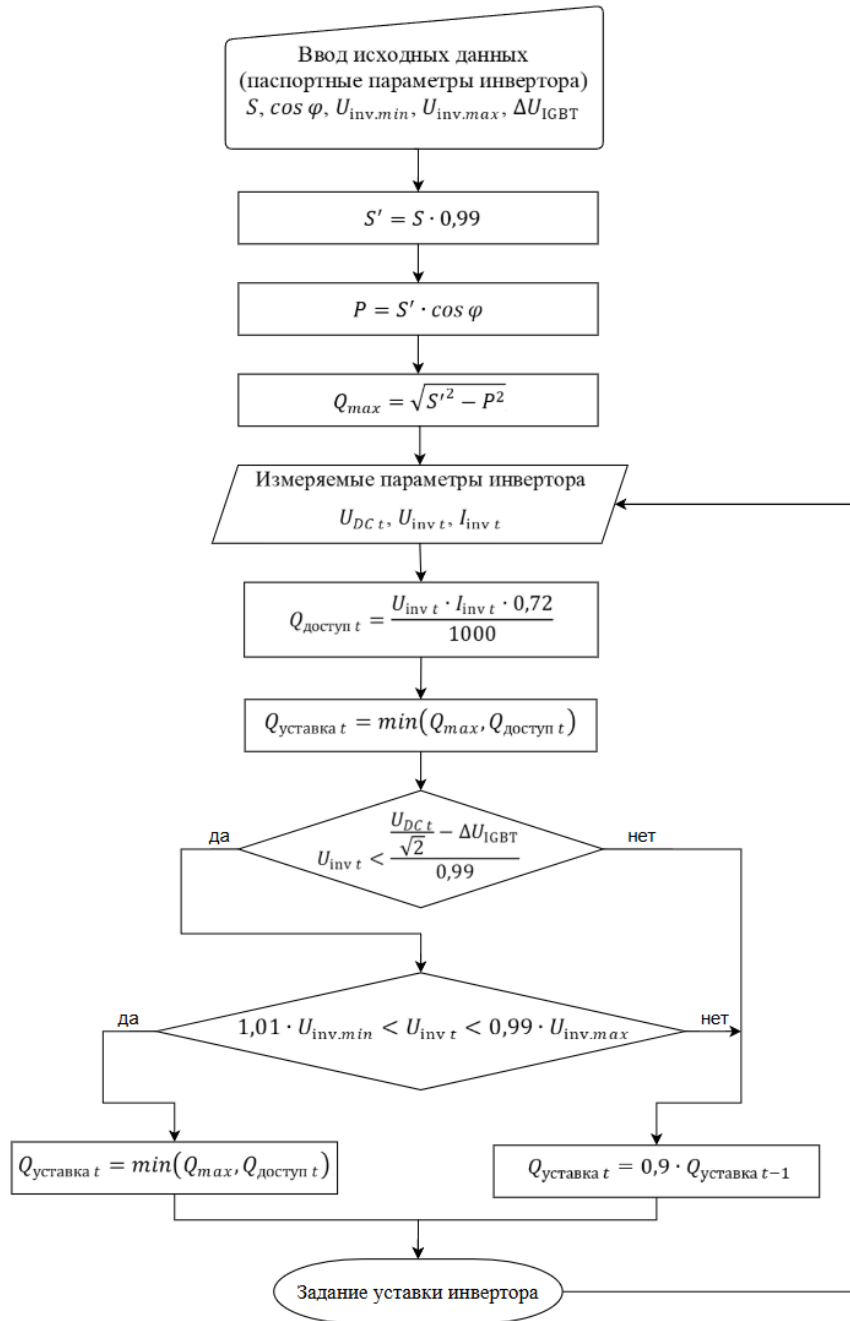 Ввод исходных данных
(паспортные параметры инвертора)
S, cos φ, U_inv.min, U_inv.max, ΔU_IGBT
S′ = S · 0,99
P = S′ · cos φ
Q_max = √(S′² − P²)
Измеряемые параметры инвертора
U_DC t, U_inv t, I_inv t
Q_доступ t = (U_inv t · I_inv t · 0,72) / 1000
Q_уставка t = min(Q_max, Q_доступ t)
да
U_inv t < (U_DC t / √2 − ΔU_IGBT) / 0,99
нет
да
1,01 · U_inv.min < U_inv t < 0,99 · U_inv.max
нет
Q_уставка t = min(Q_max, Q_доступ t)
Q_уставка t = 0,9 · Q_уставка t−1
Задание уставки инвертора